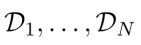 𝒟₁, . . . , 𝒟_N